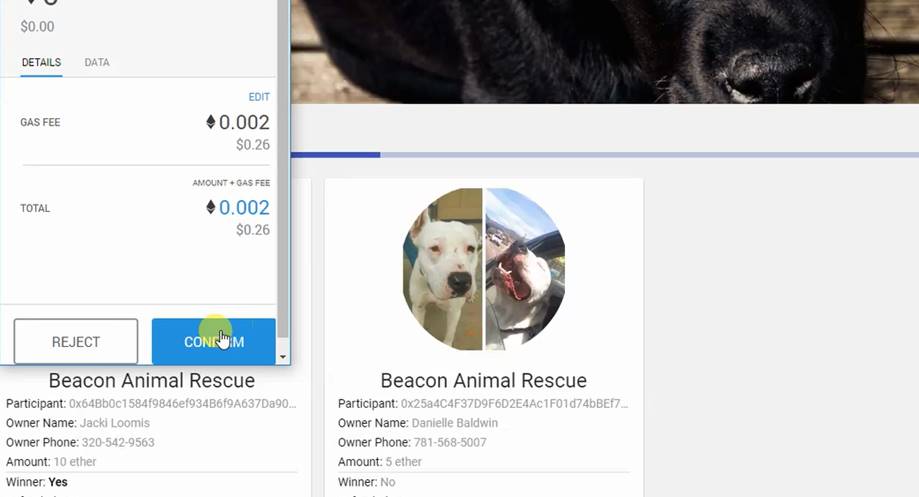 $0.00
DETAILS DATA
EDIT
GAS FEE 0.002
$0.26
AMOUNT + GAS FEE
TOTAL 0.002
$0.26
REJECT CONFIRM
Beacon Animal Rescue
Participant: 0x64Bb0c1584f9846ef934B6f9A637Da90...
Owner Name: Jacki Loomis
Owner Phone: 320-542-9563
Amount: 10 ether
Winner: Yes
Beacon Animal Rescue
Participant: 0x25a4C4F37D9F6D2E4Ac1F01d74bBEf7...
Owner Name: Danielle Baldwin
Owner Phone: 781-568-5007
Amount: 5 ether
Winner: No